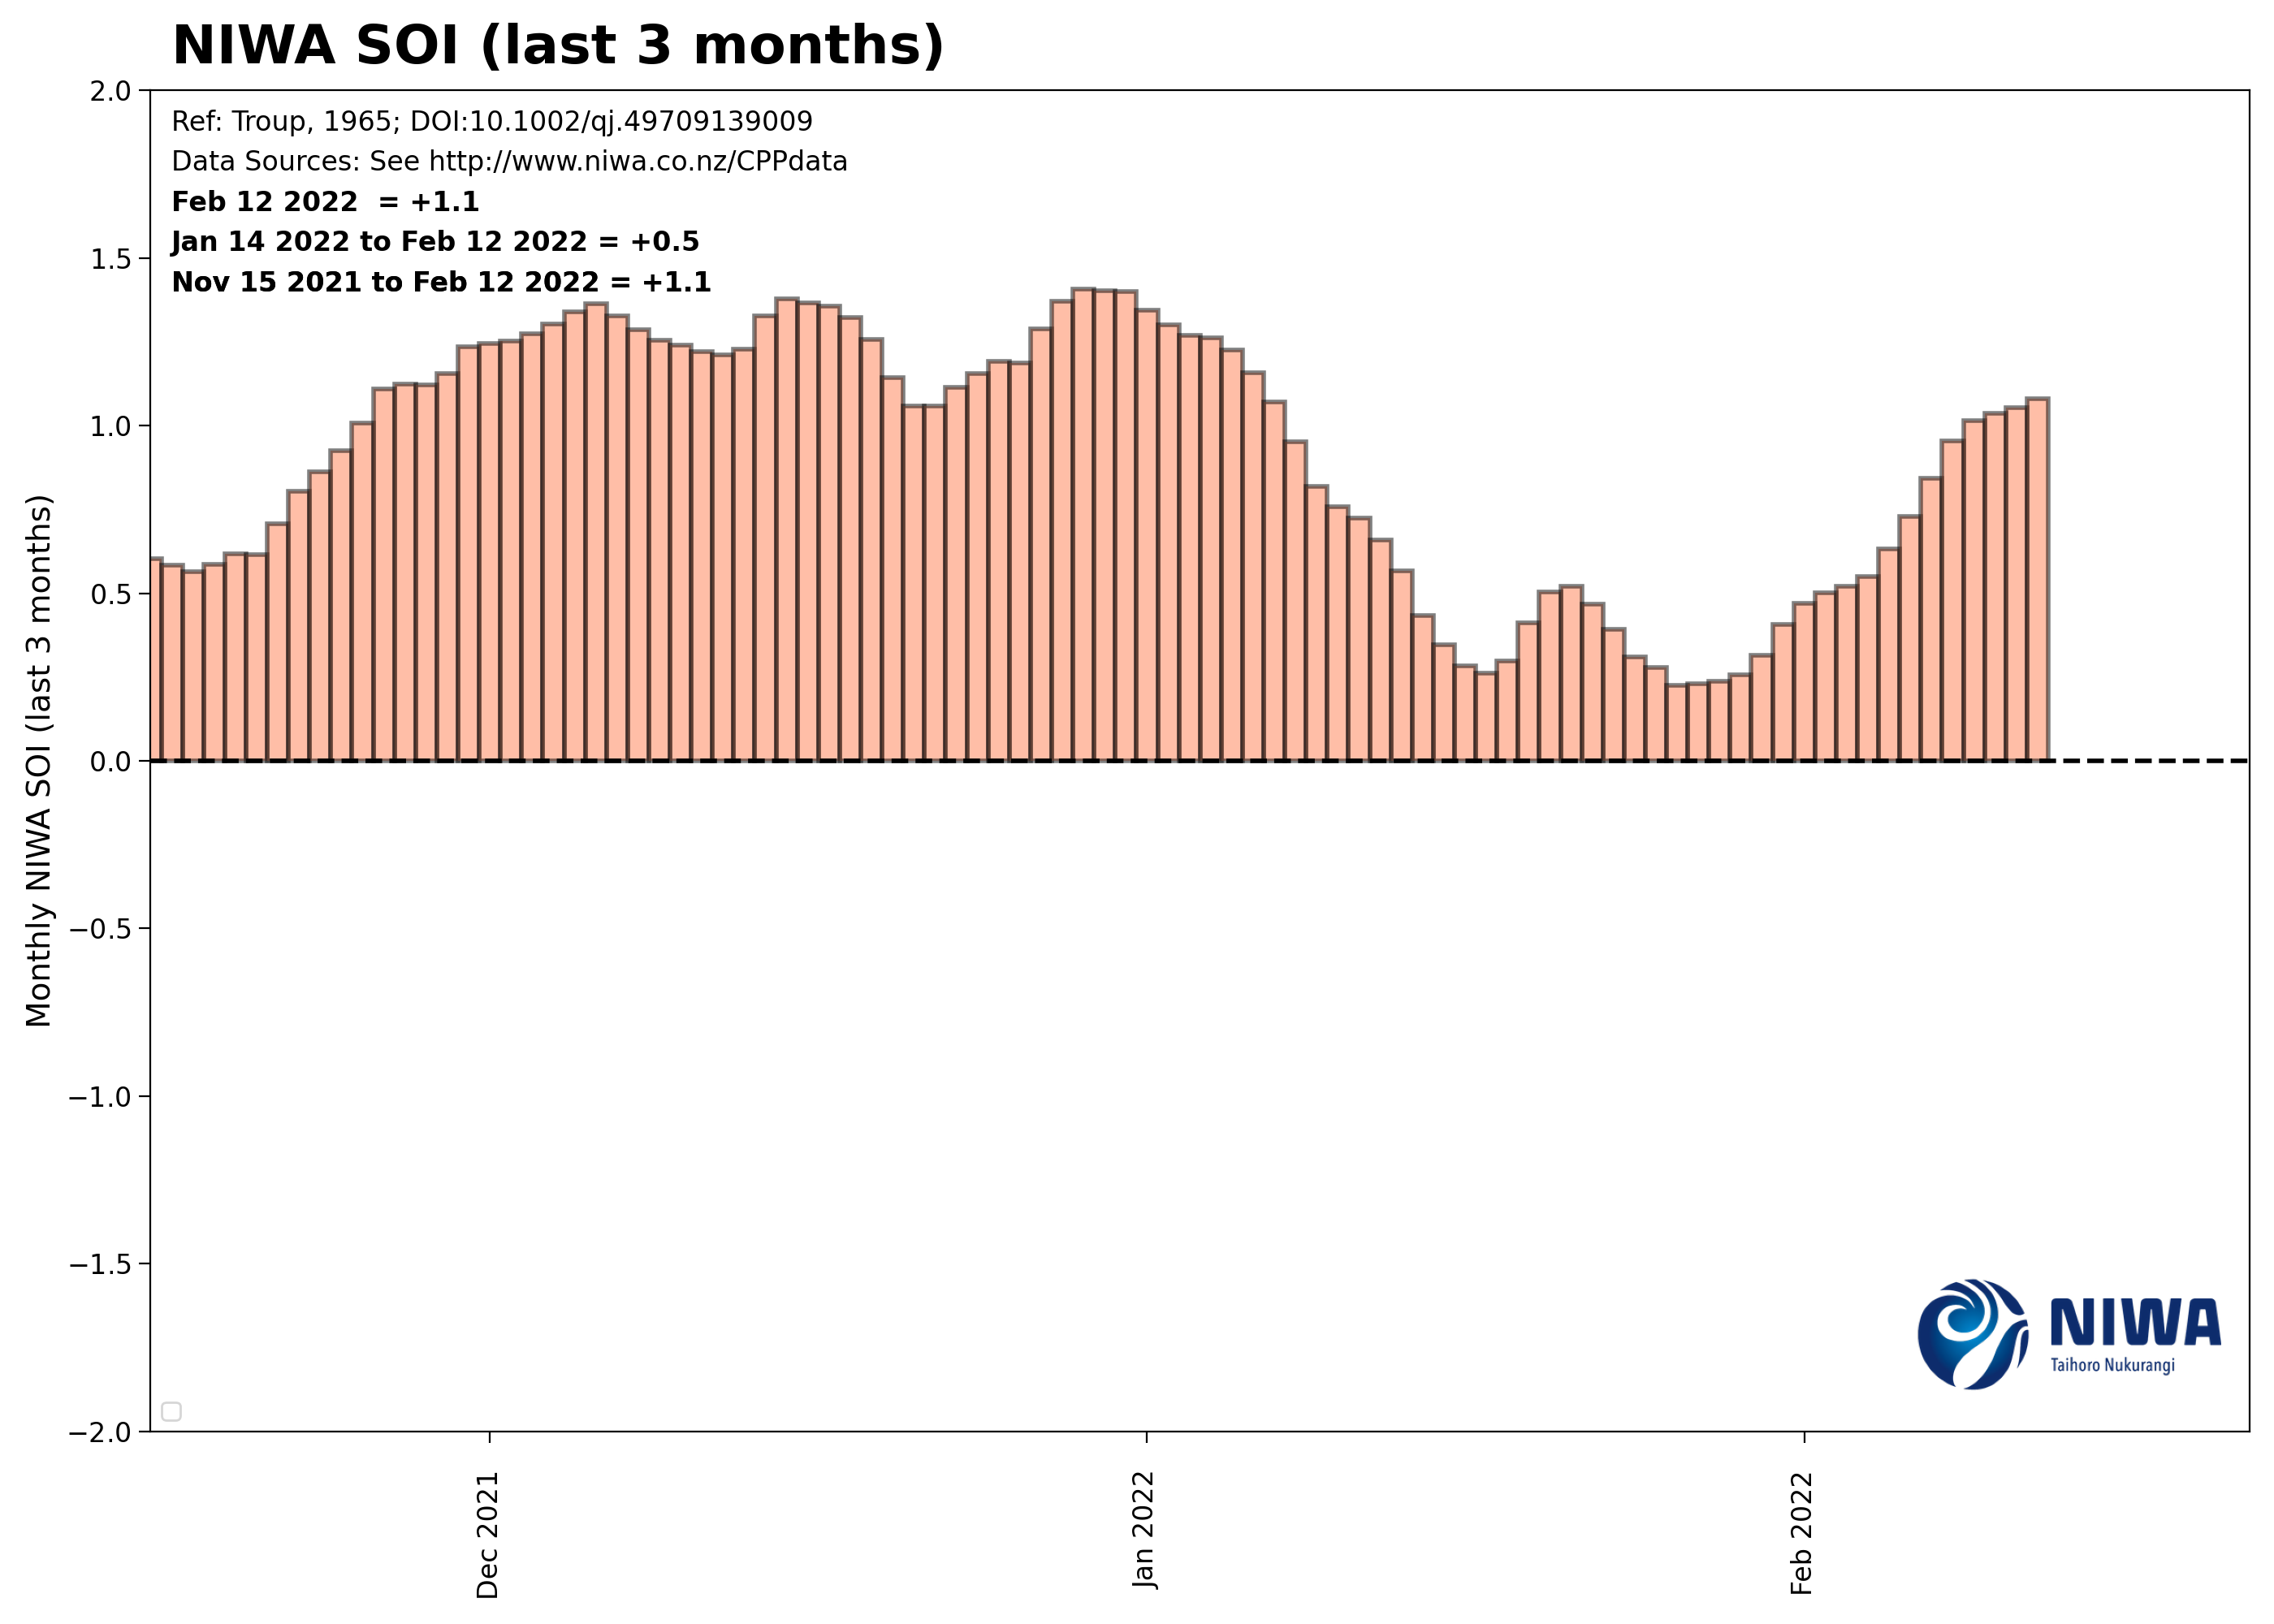 NIWA SOI (last 3 months)
2.0
Ref: Troup, 1965; DOI:10.1002/qj.49709139009
Data Sources: See http://www.niwa.co.nz/CPPdata
Feb 12 2022  = +1.1
Jan 14 2022 to Feb 12 2022 = +0.5
1.5
Nov 15 2021 to Feb 12 2022 = +1.1
1.0
0.5
0.0
−0.5
−1.0
−1.5
−2.0
Monthly NIWA SOI (last 3 months)
NIWA
Taihoro Nukurangi
Dec 2021
Jan 2022
Feb 2022